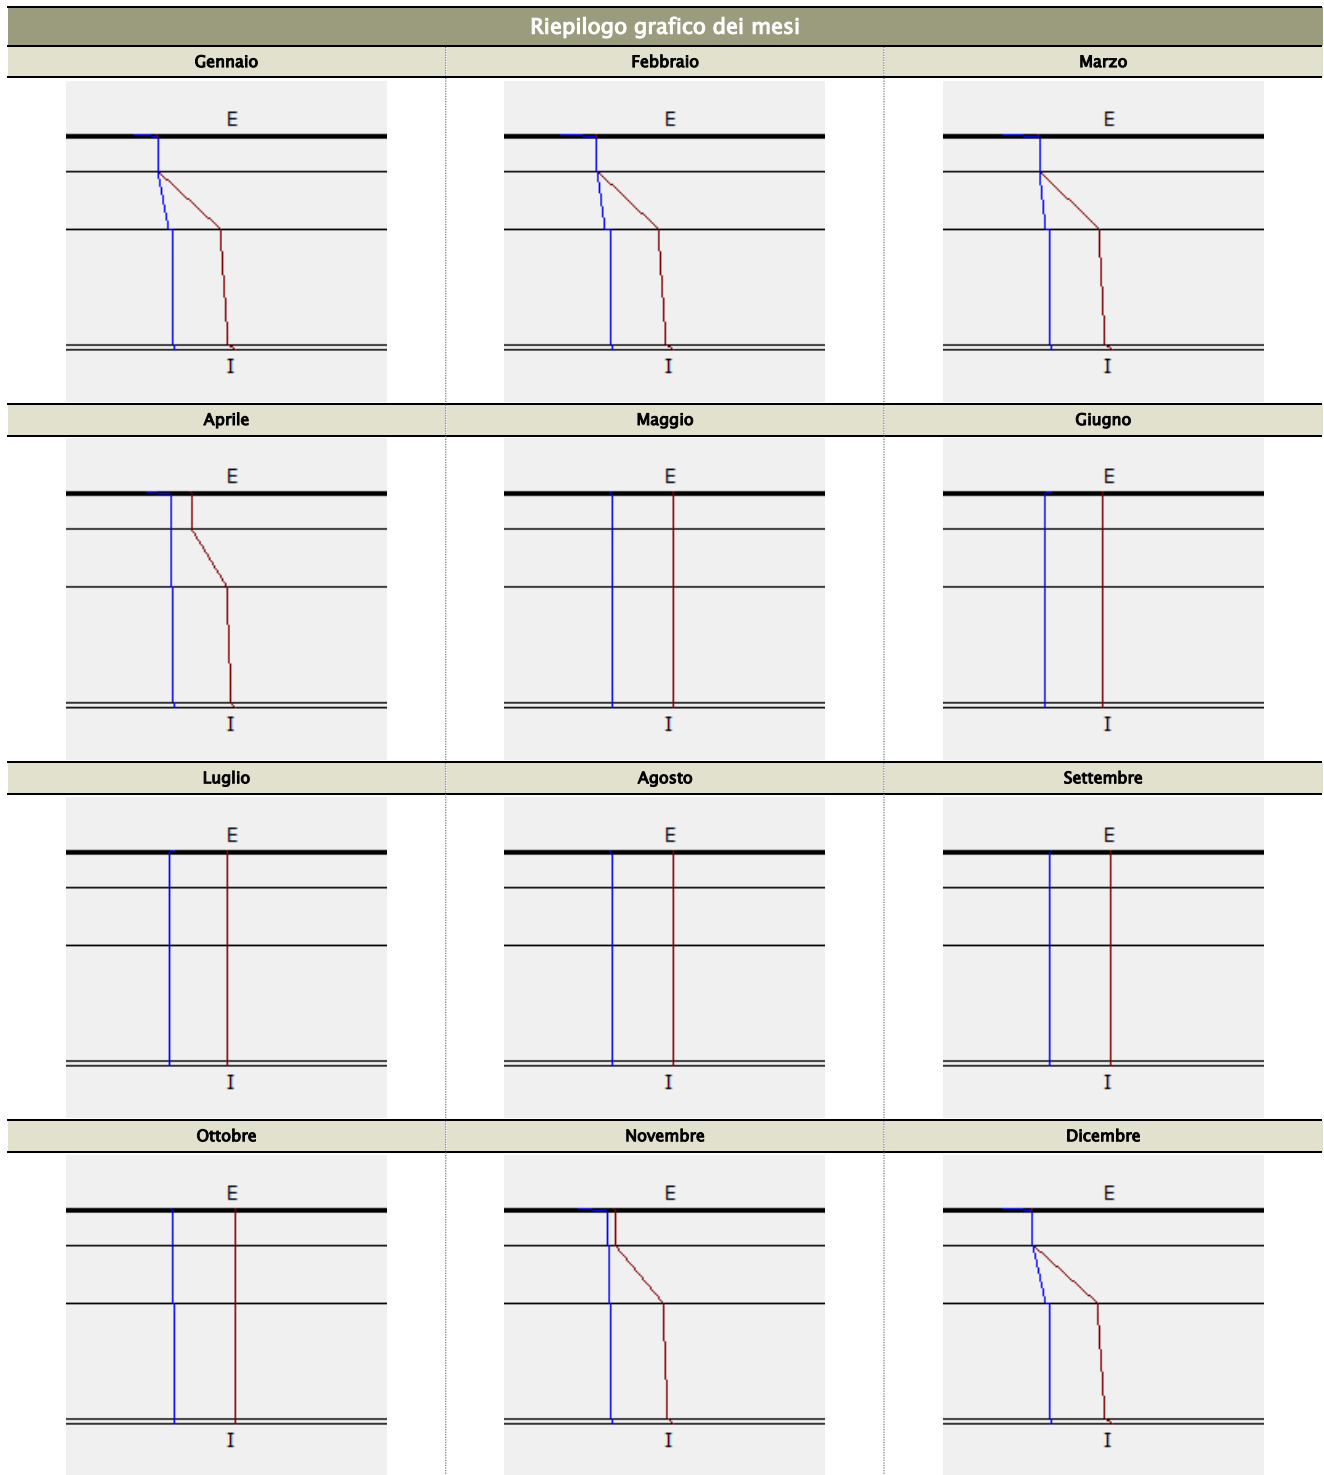 Riepilogo grafico dei mesi
Gennaio Febbraio Marzo
E E E
I I I
Aprile Maggio Giugno
E E E
I I I
Luglio Agosto Settembre
E E E
I I I
Ottobre Novembre Dicembre
E E E
I I I